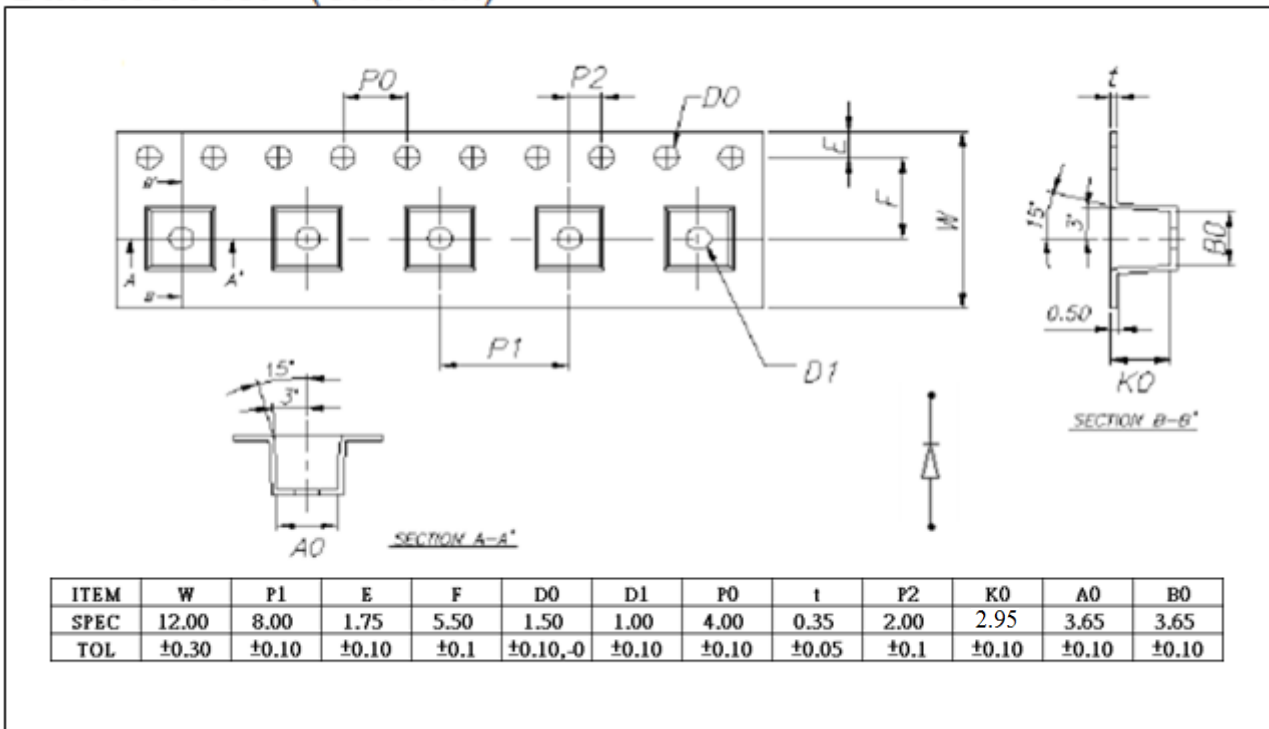 P0
P2
D0
t
E
F
W
B'
A
A'
B
15°
3°
B0
0.50
K0
P1
D1
SECTION B-B'
15°
3°
A0
SECTION A-A'
ITEM W P1 E F D0 D1 P0 t P2 K0 A0 B0
SPEC 12.00 8.00 1.75 5.50 1.50 1.00 4.00 0.35 2.00 2.95 3.65 3.65
TOL ±0.30 ±0.10 ±0.10 ±0.1 ±0.10,-0 ±0.10 ±0.10 ±0.05 ±0.1 ±0.10 ±0.10 ±0.10